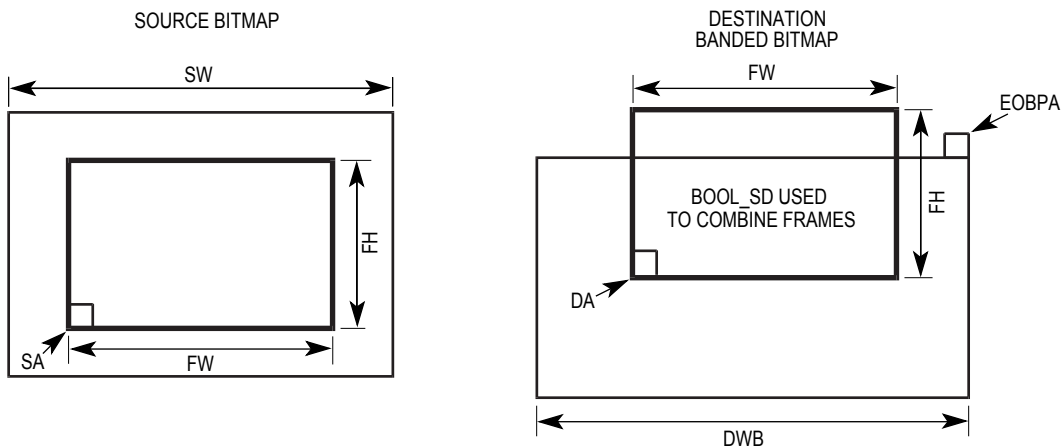 SOURCE BITMAP
SW
FH
SA
FW
DESTINATION
BANDED BITMAP
FW
EOBPA
BOOL_SD USED
TO COMBINE FRAMES
FH
DA
DWB